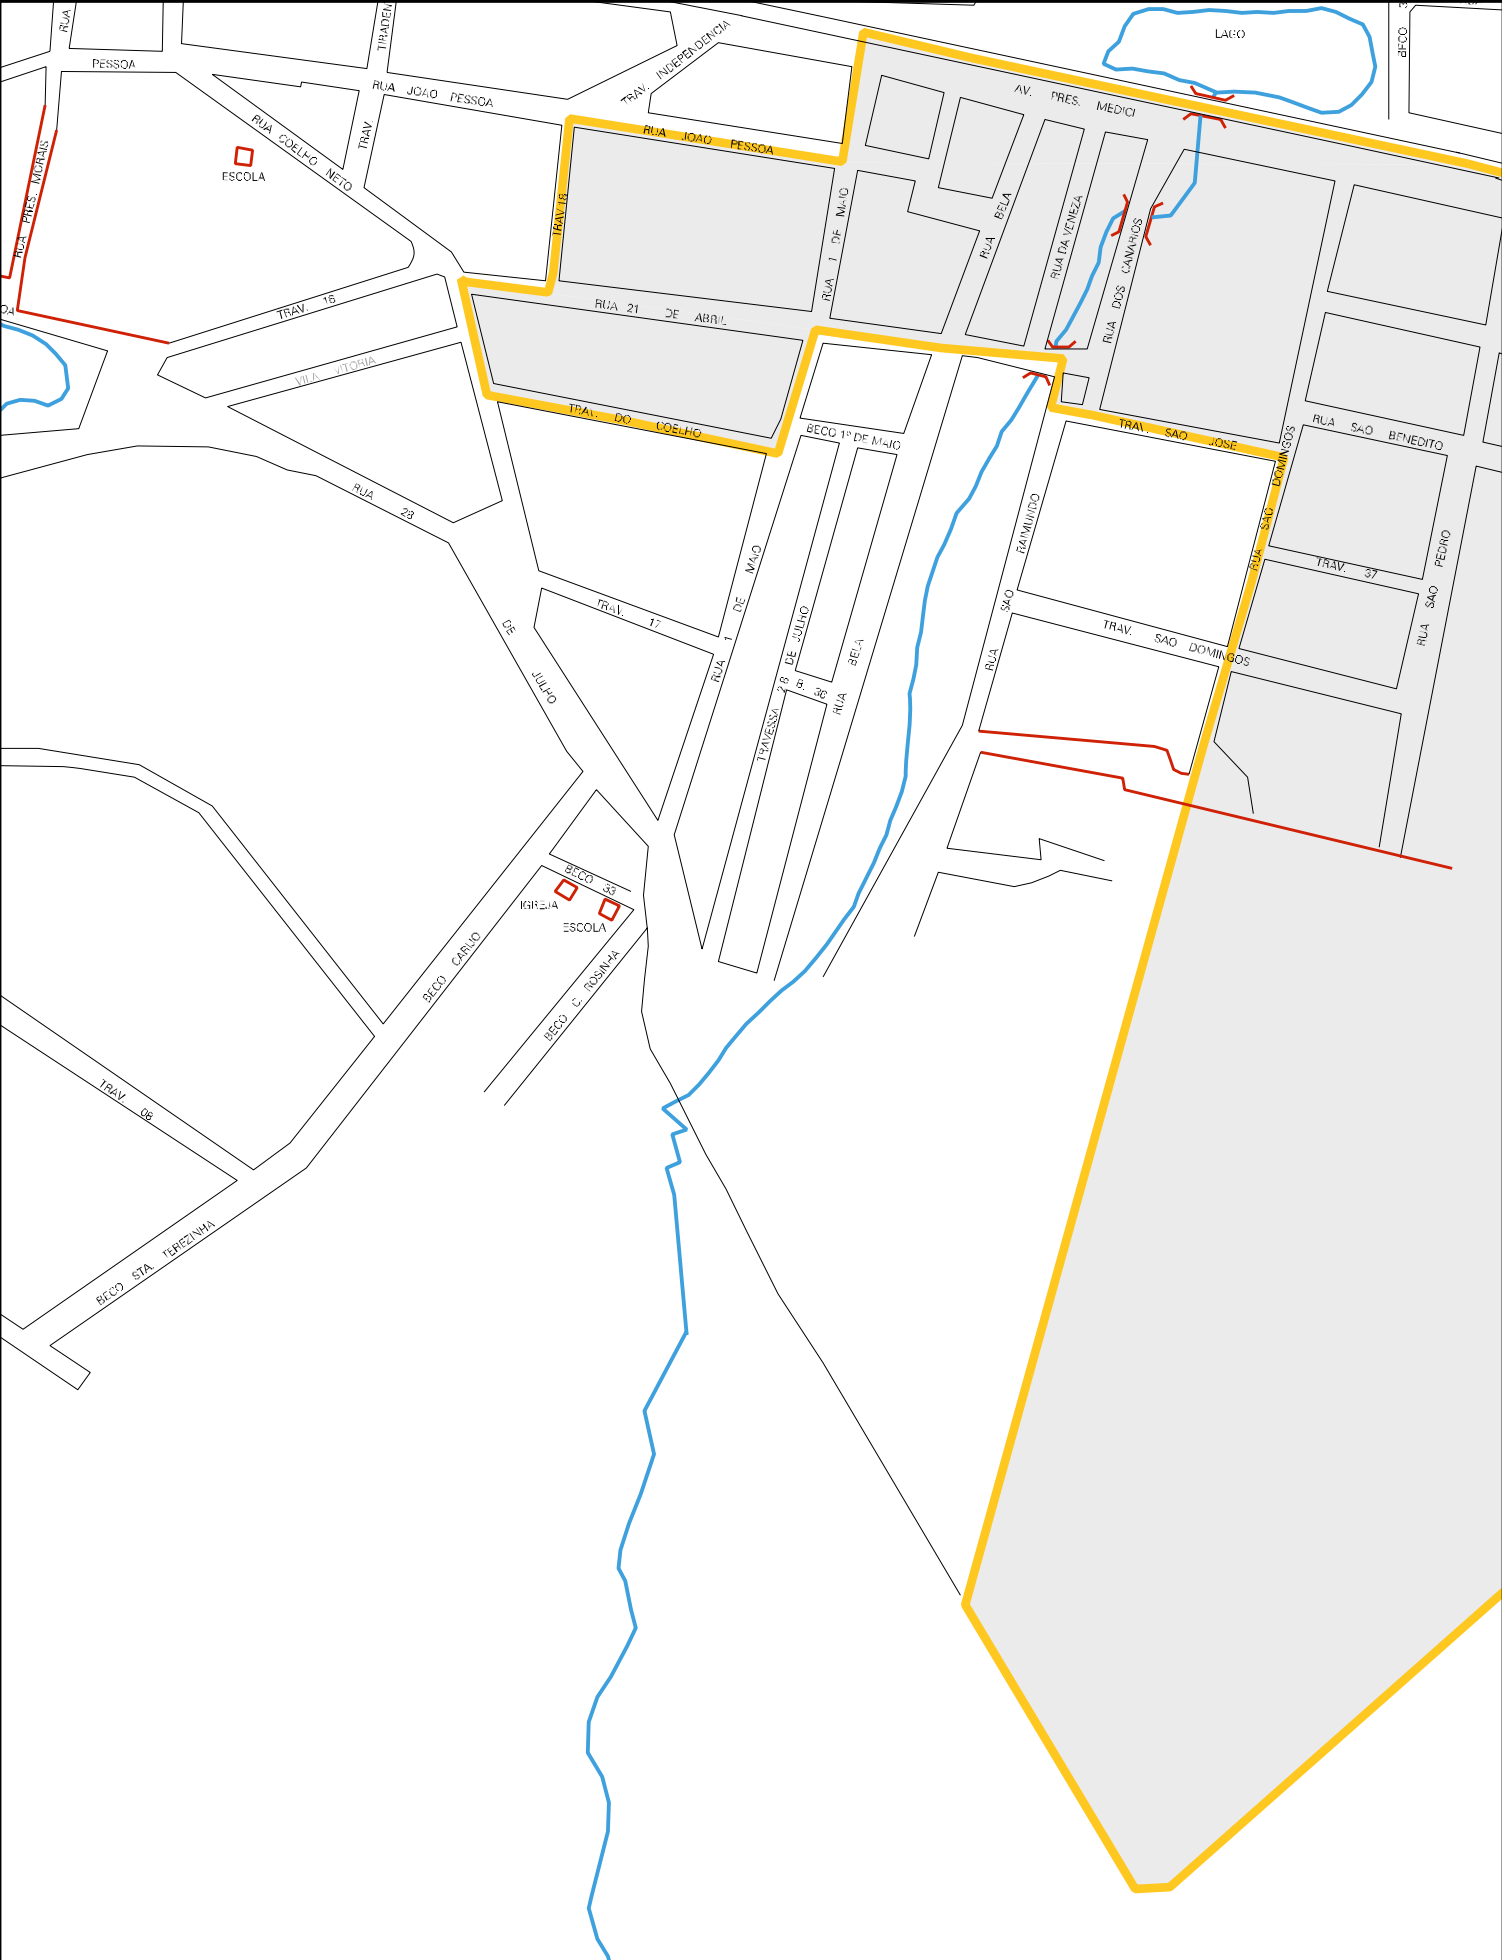 RUA
TIRADEN
LAGO
BECO
PESSOA
RUA JOAO PESSOA
TRAV. INDEPENDENCIA
AV. PRES. MEDICI
RUA COELHO NETO
TRAV.
RUA JOAO PESSOA
ESCOLA
RUA PRES. MORAIS
TRAV 18
RUA 1 DE MAIO
RUA BELA
RUA DA VENEZA
RUA DOS CANARIOS
OA
TRAV. 16
RUA 21 DE ABRIL
VILA VITORIA
TRAV. DO COELHO
BECO 1º DE MAIO
TRAV. SAO JOSE
RUA SAO BENEDITO
RUA SAO DOMINGOS
RUA 28 DE JULHO
RUA SAO RAIMUNDO
TRAV. 37
RUA SAO PEDRO
TRAV. 17
RUA 1 DE MAIO
TRAVESSA 28 DE JULHO
B. 36
RUA BELA
TRAV. SAO DOMINGOS
BECO 33
IGREJA
ESCOLA
BECO CARIJO
BECO C. ROSINHA
TRAV. 06
BECO STA. TEREZINHA